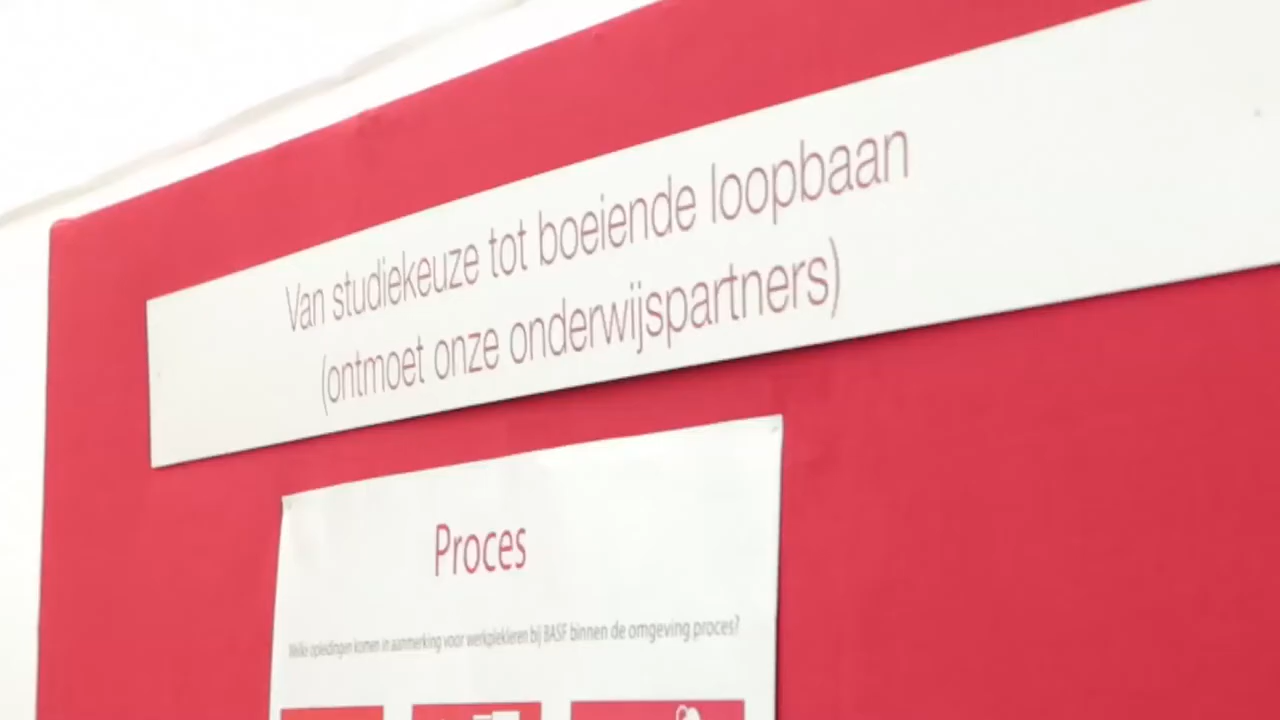 Van studiekeuze tot boeiende loopbaan
(ontmoet onze onderwijspartners)
Proces
Welke opleidingen komen in aanmerking voor werkplekleren bij BASF binnen de omgeving proces?